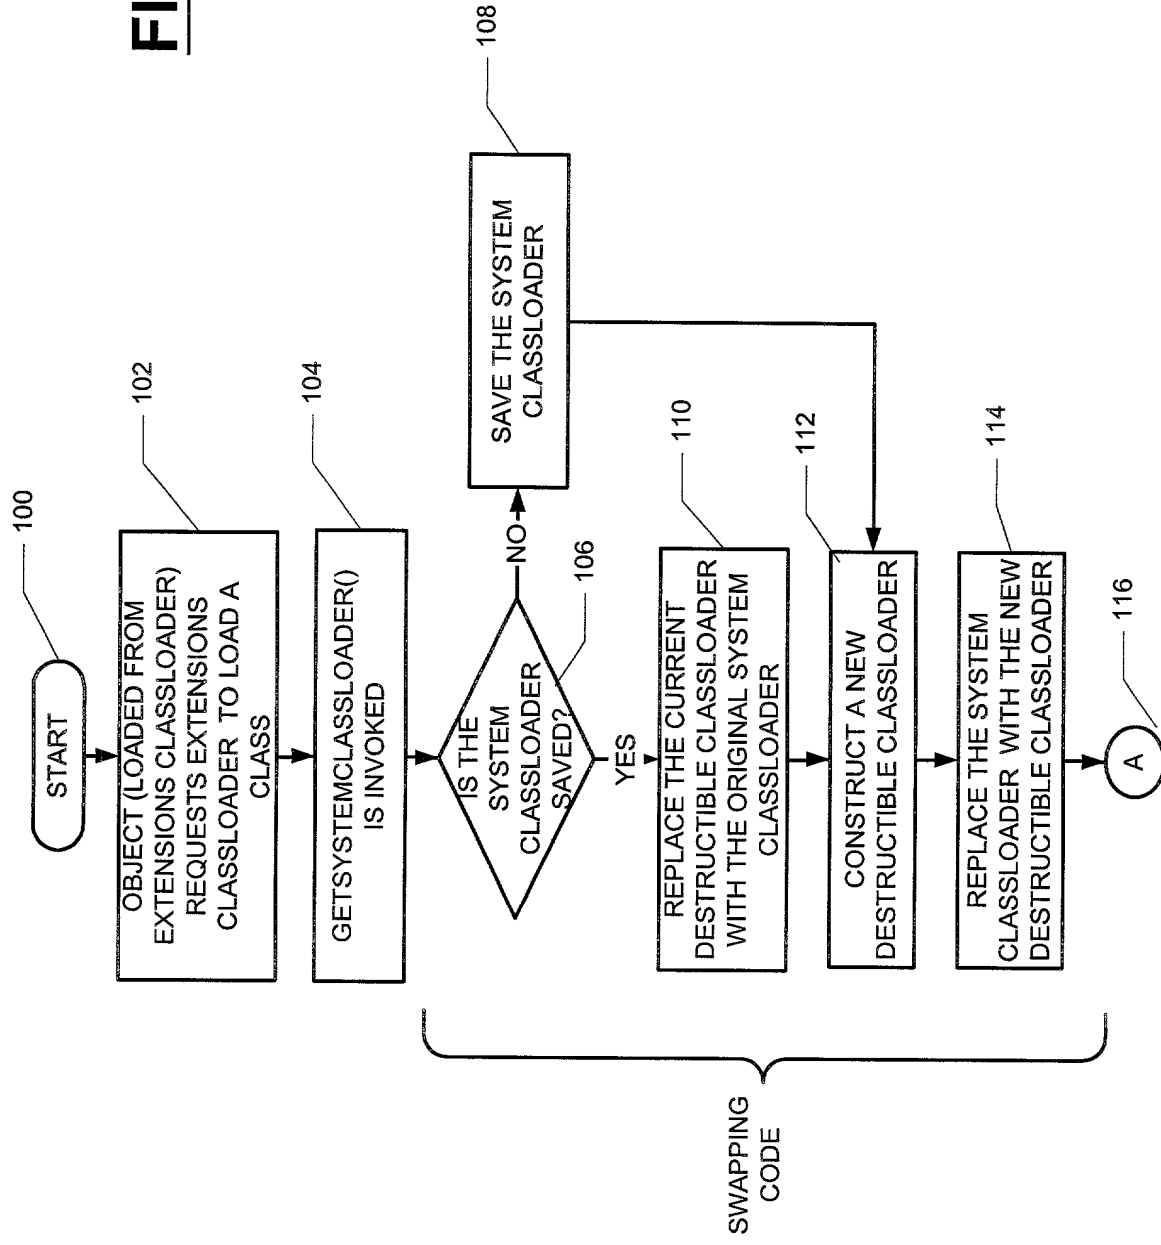 FI
100
START
102
OBJECT (LOADED FROM
EXTENSIONS CLASSLOADER)
REQUESTS EXTENSIONS
CLASSLOADER TO LOAD A
CLASS
104
GETSYSTEMCLASSLOADER()
IS INVOKED
IS THE
SYSTEM
CLASSLOADER
SAVED?
106
NO
108
SAVE THE SYSTEM
CLASSLOADER
YES
110
REPLACE THE CURRENT
DESTRUCTIBLE CLASSLOADER
WITH THE ORIGINAL SYSTEM
CLASSLOADER
112
CONSTRUCT A NEW
DESTRUCTIBLE CLASSLOADER
114
REPLACE THE SYSTEM
CLASSLOADER WITH THE NEW
DESTRUCTIBLE CLASSLOADER
116
A
SWAPPING
CODE